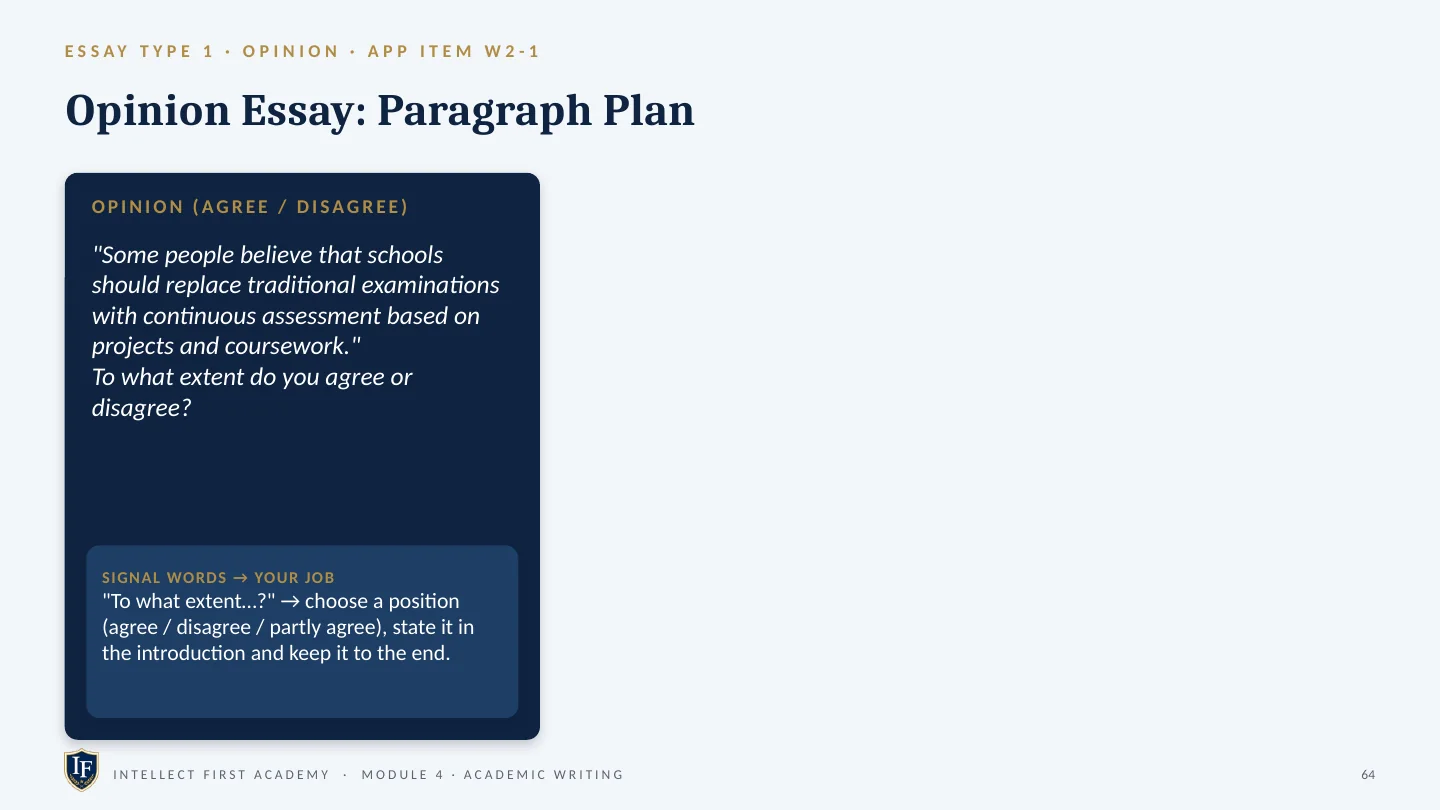 ESSAY TYPE 1 · OPINION · APP ITEM W2-1
Opinion Essay: Paragraph Plan
OPINION (AGREE / DISAGREE)
"Some people believe that schools
should replace traditional examinations
with continuous assessment based on
projects and coursework."
To what extent do you agree or
disagree?
SIGNAL WORDS → YOUR JOB
"To what extent…?" → choose a position
(agree / disagree / partly agree), state it in
the introduction and keep it to the end.
IF
INTELLECT FIRST ACADEMY · MODULE 4 · ACADEMIC WRITING
64